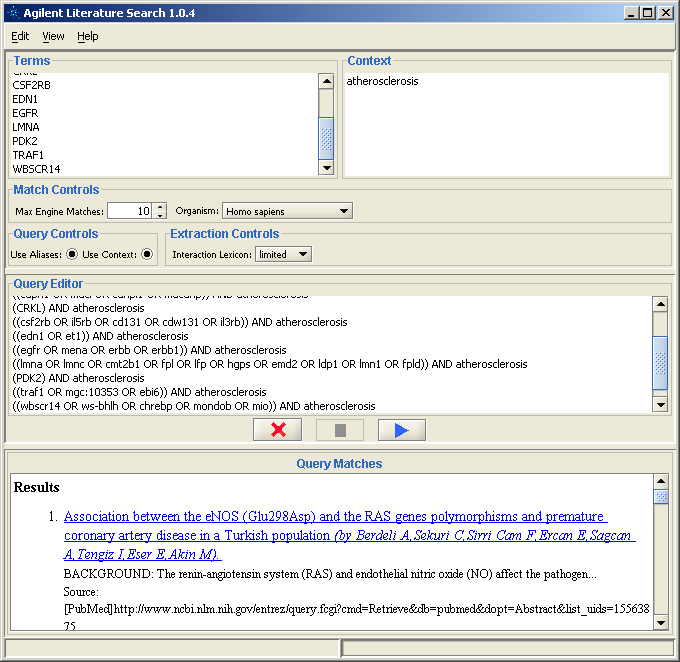 Agilent Literature Search 1.0.4
Edit View Help
Terms
CRKL
CSF2RB
EDN1
EGFR
LMNA
PDK2
TRAF1
WBSCR14
Context
atherosclerosis
Match Controls
Max Engine Matches: 10 Organism: Homo sapiens
Query Controls
Use Aliases: Use Context:
Extraction Controls
Interaction Lexicon: limited
Query Editor
AND atherosclerosis
(CRKL) AND atherosclerosis
((csf2rb OR il5rb OR cd131 OR cdw131 OR il3rb)) AND atherosclerosis
((edn1 OR et1)) AND atherosclerosis
((egfr OR mena OR erbb OR erbb1)) AND atherosclerosis
((lmna OR lmnc OR cmt2b1 OR fpl OR lfp OR hgps OR emd2 OR ldp1 OR lmn1 OR fpld)) AND atherosclerosis
(PDK2) AND atherosclerosis
((traf1 OR mgc:10353 OR ebi6)) AND atherosclerosis
((wbscr14 OR ws-bhlh OR chrebp OR mondob OR mio)) AND atherosclerosis
Query Matches
Results
1. Association between the eNOS (Glu298Asp) and the RAS genes polymorphisms and premature
coronary artery disease in a Turkish population (by Berdeli A,Sekuri C,Sirri Cam F,Ercan E,Sagcan
A,Tengiz I,Eser E,Akin M).
BACKGROUND: The renin-angiotensin system (RAS) and endothelial nitric oxide (NO) affect the pathogen...
Source:
[PubMed]http://www.ncbi.nlm.nih.gov/entrez/query.fcgi?cmd=Retrieve&db=pubmed&dopt=Abstract&list_uids=155638
75